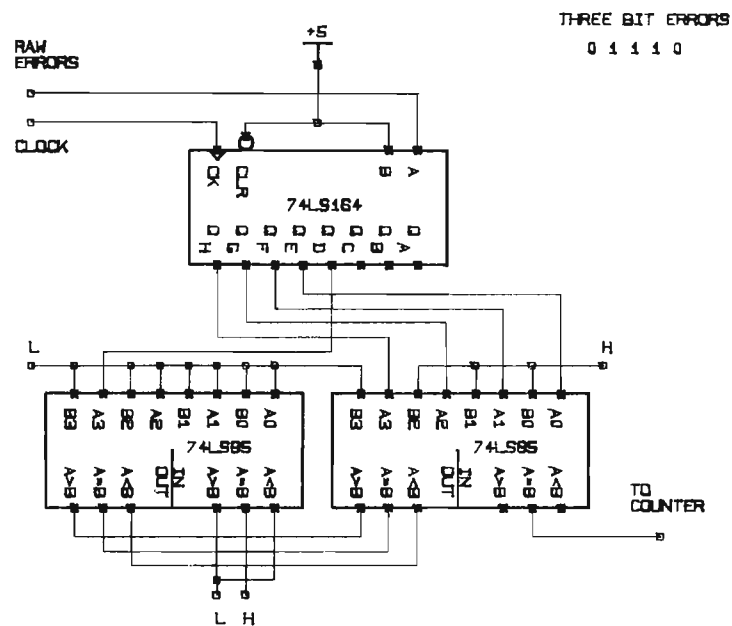 THREE BIT ERRORS
0 1 1 1 0
+5
RAW
ERRORS
CLOCK
CK CLR B A
74LS164
Q Q Q Q Q Q Q Q
H G F E D C B A
L
H
B3 A3 B2 A2 B1 A1 B0 A0
74LS85
A>B A=B A<B OUT IN A>B A=B A<B
B3 A3 B2 A2 B1 A1 B0 A0
74LS85
A>B A=B A<B OUT IN A>B A=B A<B
TO
COUNTER
L H